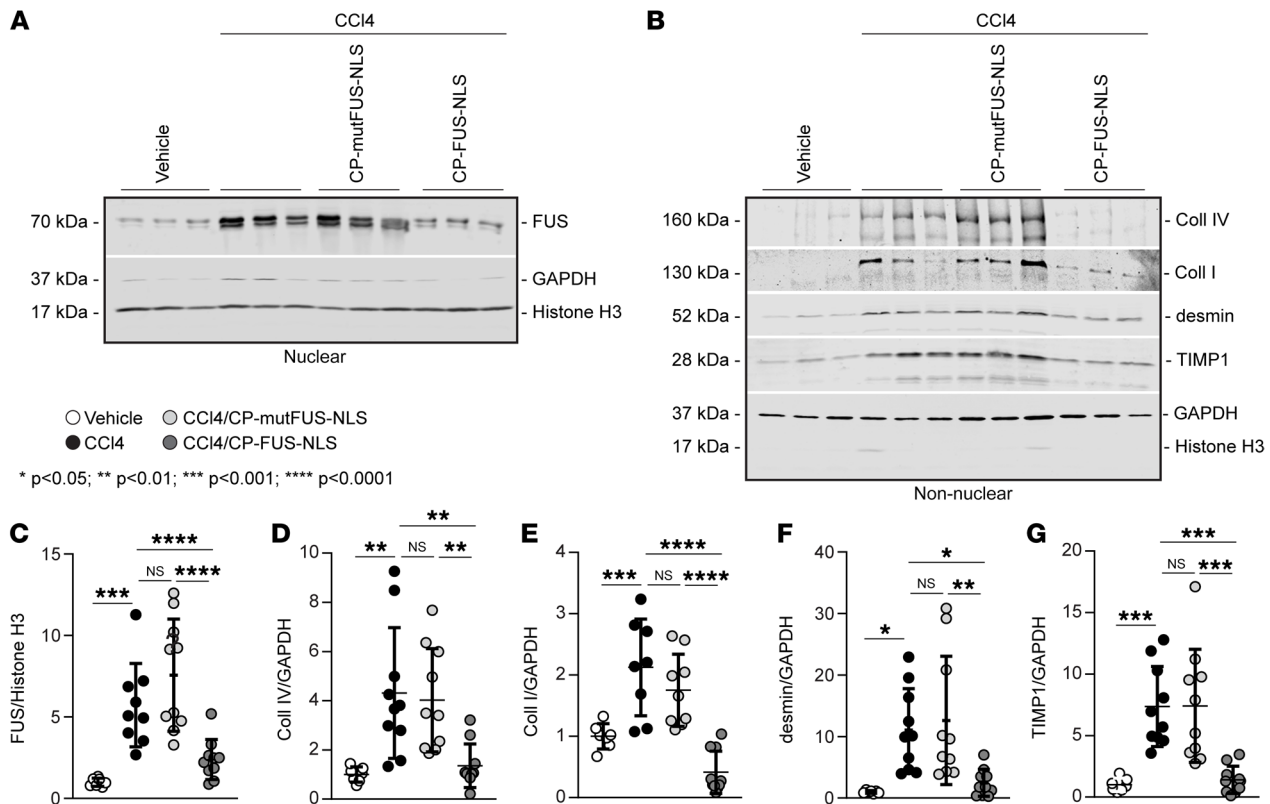 A
CCl4
Vehicle
CP-mutFUS-NLS
CP-FUS-NLS
70 kDa -
- FUS
37 kDa -
- GAPDH
17 kDa -
- Histone H3
Nuclear
Vehicle
CCl4/CP-mutFUS-NLS
CCl4
CCl4/CP-FUS-NLS
* p<0.05; ** p<0.01; *** p<0.001; **** p<0.0001
B
CCl4
Vehicle
CP-mutFUS-NLS
CP-FUS-NLS
160 kDa -
- Coll IV
130 kDa -
- Coll I
52 kDa -
- desmin
28 kDa -
- TIMP1
37 kDa -
- GAPDH
17 kDa -
- Histone H3
Non-nuclear
C
FUS/Histone H3
15
10
5
0
***
NS
****
****
D
Coll IV/GAPDH
10
8
6
4
2
0
**
NS
**
**
E
Coll I/GAPDH
4
3
2
1
0
***
NS
****
****
F
desmin/GAPDH
40
30
20
10
0
*
NS
**
*
G
TIMP1/GAPDH
20
15
10
5
0
***
NS
***
***